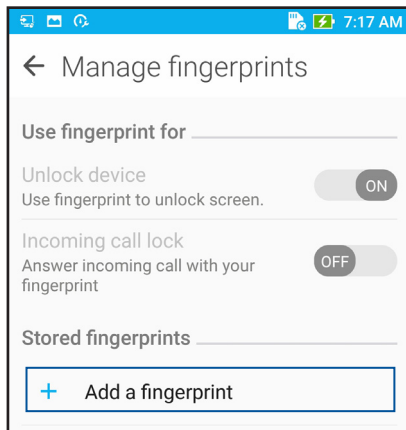 7:17 AM
Manage fingerprints
Use fingerprint for
Unlock device
Use fingerprint to unlock screen.
ON
Incoming call lock
Answer incoming call with your
fingerprint
OFF
Stored fingerprints
+ Add a fingerprint